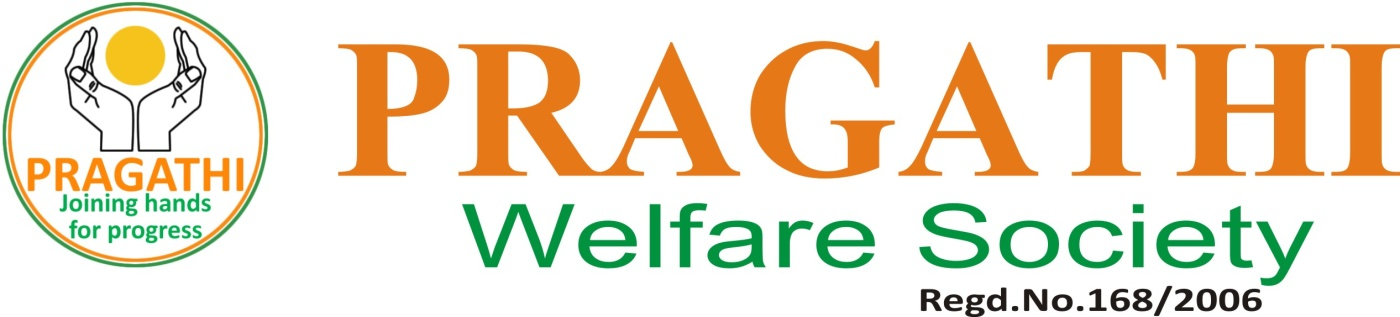 PRAGATHI
Joining hands
for progress
PRAGATHI
Welfare Society
Regd.No.168/2006